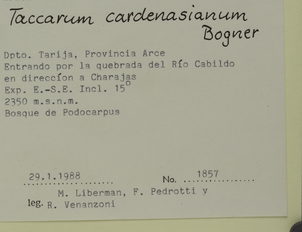 Taccarum cardenasianum
Bogner
Dpto. Tarija, Provincia Arce
Entrando por la quebrada del Río Cabildo
en dirección a Charajas
Exp. E.-S.E. Incl. 15°
2350 m.s.n.m.
Bosque de Podocarpus
29.1.1988 No. 1857
M. Liberman, F. Pedrotti y
leg. R. Venanzoni